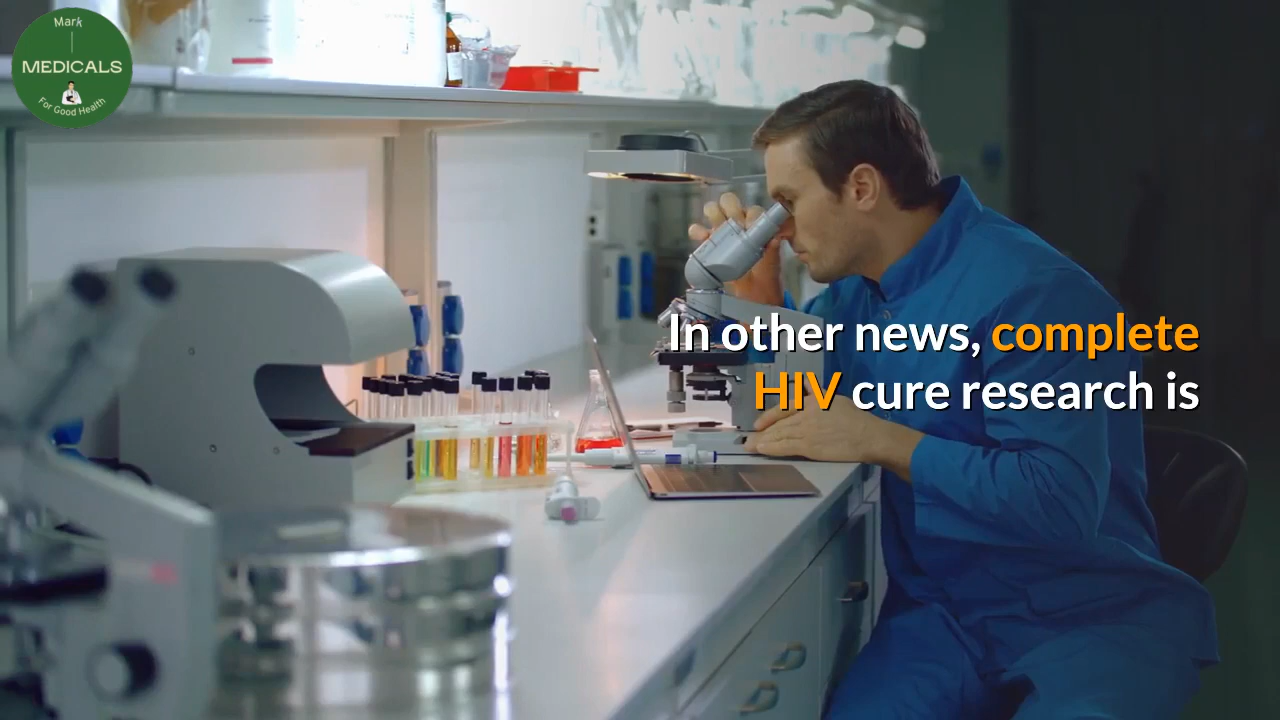 Mark
MEDICALS
For Good Health
In other news, complete
HIV cure research is